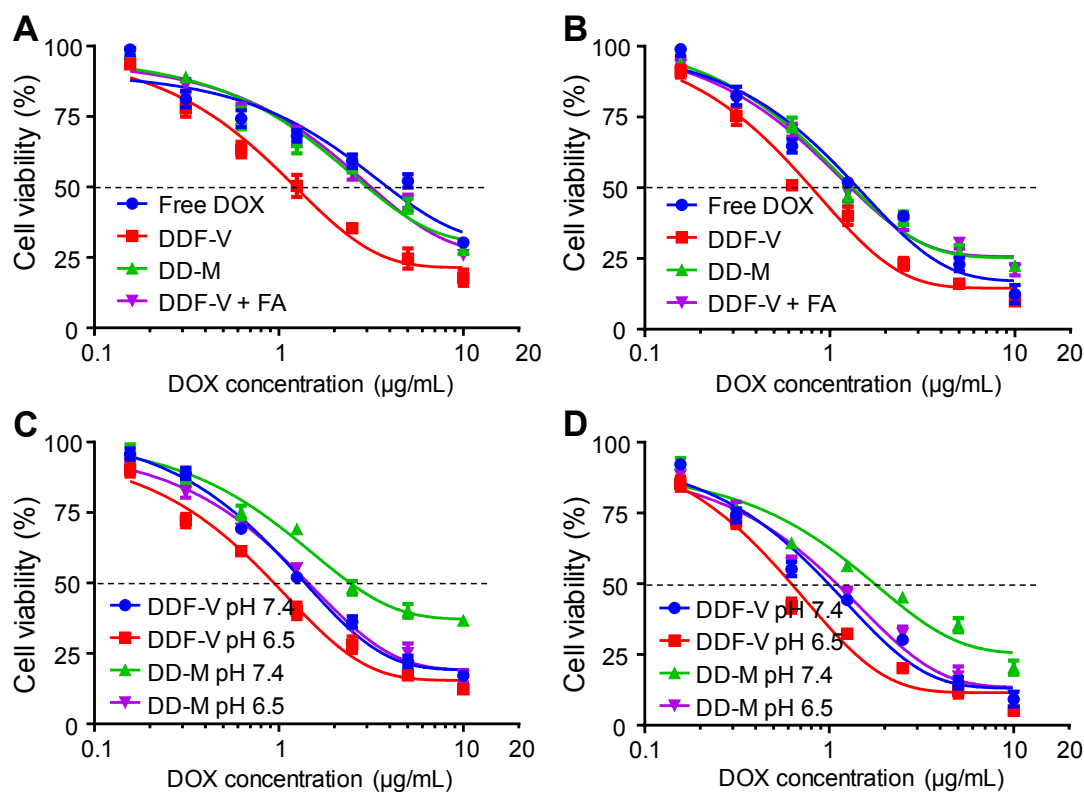 A
Cell viability (%)
100
75
50
25
0
Free DOX
DDF-V
DD-M
DDF-V + FA
0.1
1
10
20
DOX concentration (µg/mL)
B
Cell viability (%)
100
75
50
25
0
Free DOX
DDF-V
DD-M
DDF-V + FA
0.1
1
10
20
DOX concentration (µg/mL)
C
Cell viability (%)
100
75
50
25
0
DDF-V pH 7.4
DDF-V pH 6.5
DD-M pH 7.4
DD-M pH 6.5
0.1
1
10
20
DOX concentration (µg/mL)
D
Cell viability (%)
100
75
50
25
0
DDF-V pH 7.4
DDF-V pH 6.5
DD-M pH 7.4
DD-M pH 6.5
0.1
1
10
20
DOX concentration (µg/mL)